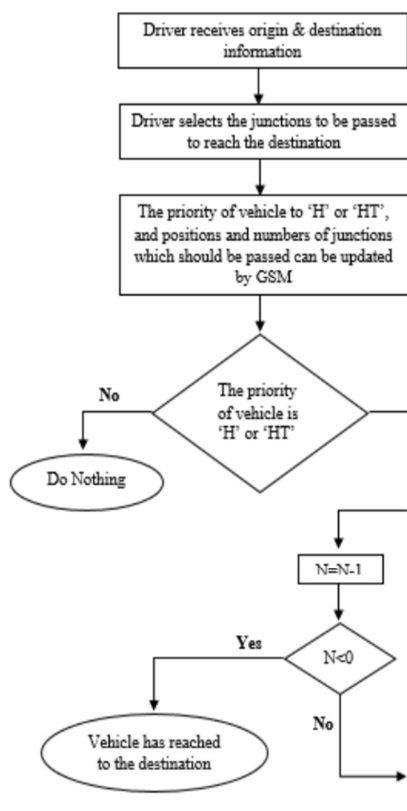 Driver receives origin & destination
information
Driver selects the junctions to be passed
to reach the destination
The priority of vehicle to 'H' or 'HT',
and positions and numbers of junctions
which should be passed can be updated
by GSM
The priority
of vehicle is
'H' or 'HT'
No
Do Nothing
N=N-1
N<0
Yes
No
Vehicle has reached
to the destination